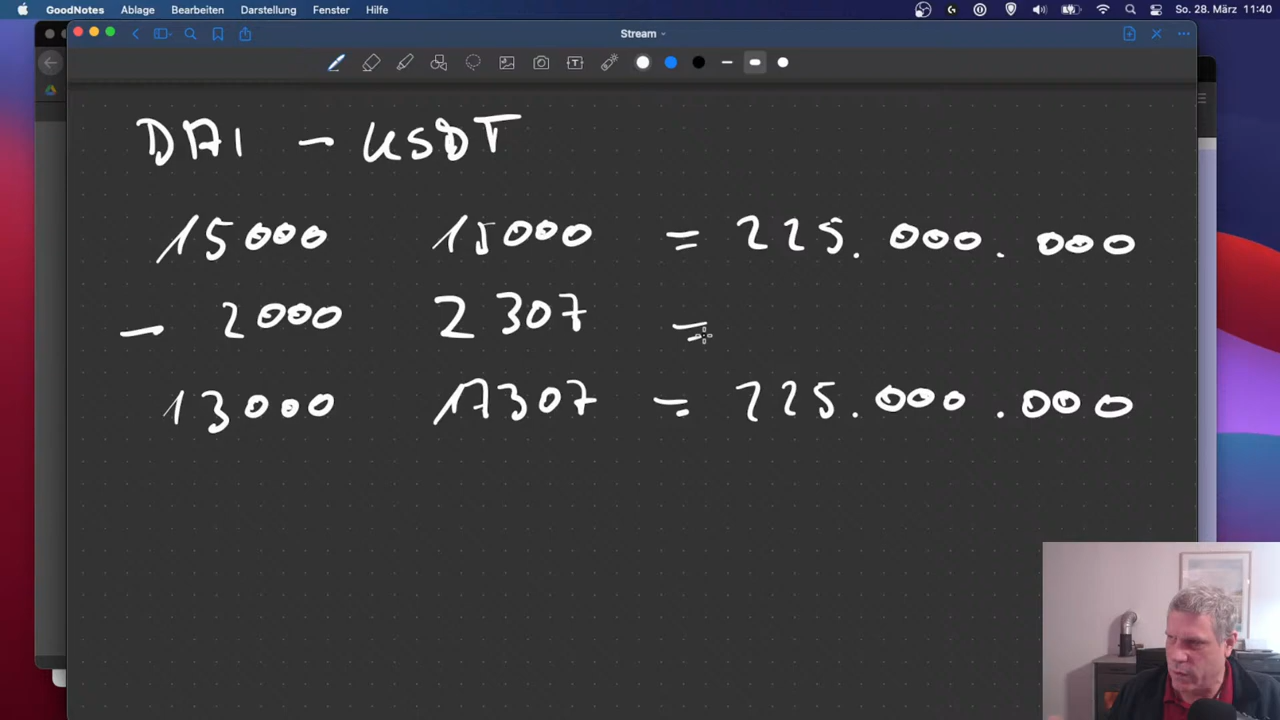 GoodNotes Ablage Bearbeiten Darstellung Fenster Hilfe So. 28. März 11:40
Stream
DAI - USDT
15000 15000 = 225.000.000
- 2000 2307 =
13000 17307 = 225.000.000